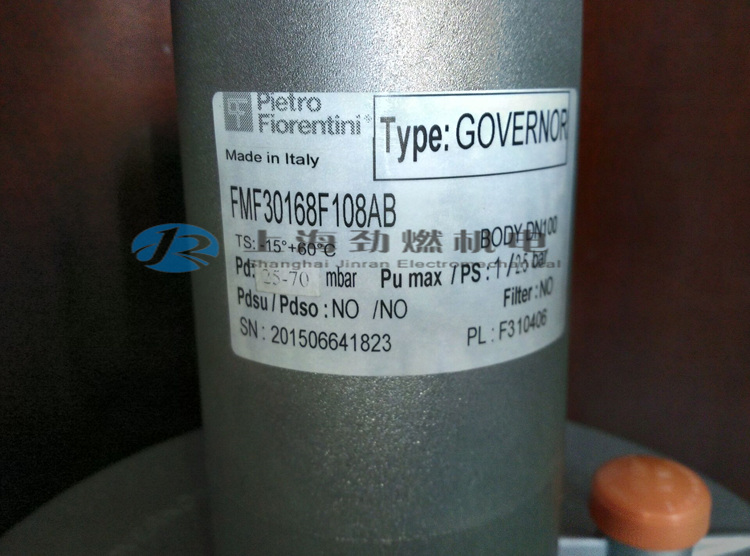 Pietro
Fiorentini®
Type: GOVERNOR
Made in Italy
FMF30168F108AB
BODY DN100
TS: -15°+60°C
Pd: 25-70 mbar Pu max / PS : 1 / 25 bar
Pdsu / Pdso : NO /NO Filter : NO
SN : 201506641823 PL : F310406
上海劲燃机电
Shanghai Jinran Electromechanical